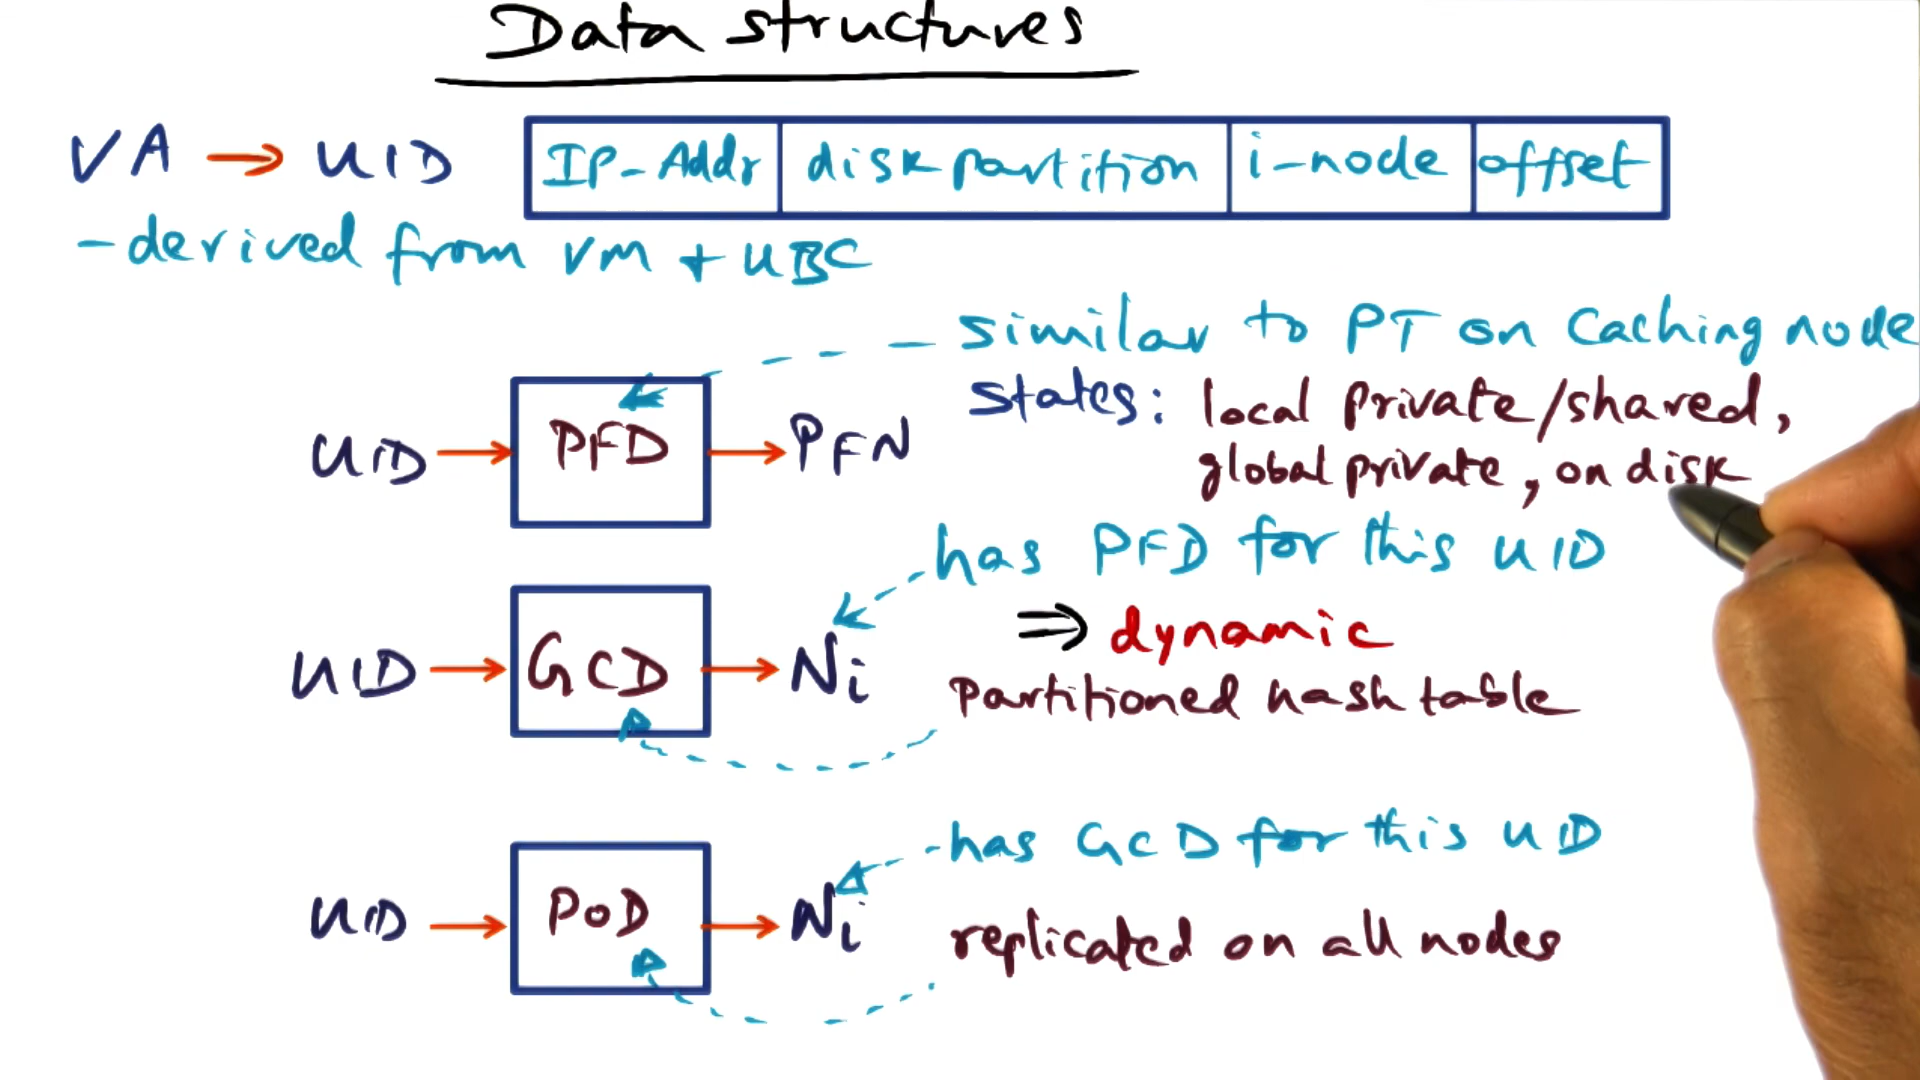 Data structures
VA → UID IP-Addr disk partition i-node offset
- derived from VM + UBC
similar to PT on Caching node
States: local private/shared,
UID → PFD → PFN
global private, on disk
has PFD for this UID
⇒ dynamic
UID → GCD → Ni
Partitioned hash table
has GCD for this UID
UID → POD → Ni
replicated on all nodes